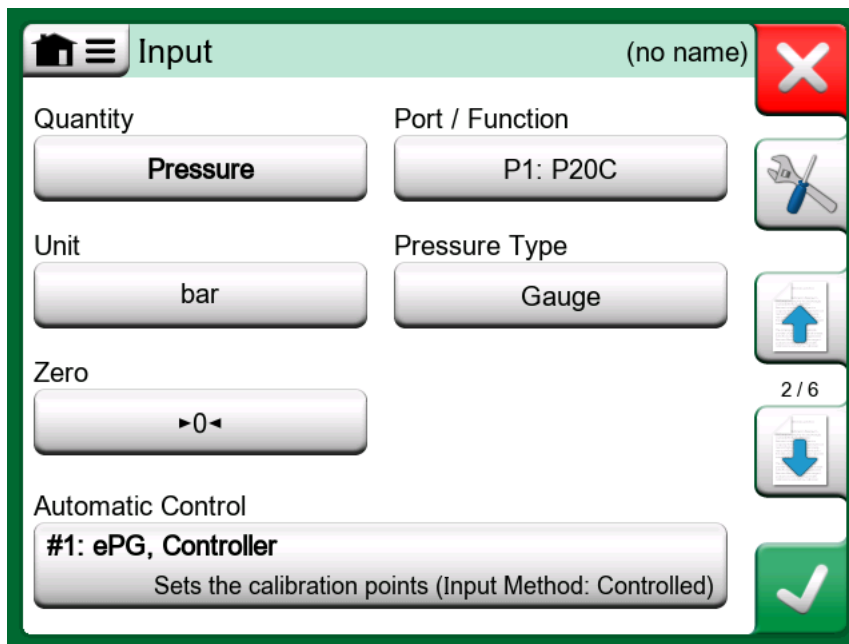 Input
(no name)
Quantity
Port / Function
Pressure
P1: P20C
Unit
Pressure Type
bar
Gauge
Zero
►0◄
2 / 6
Automatic Control
#1: ePG, Controller
Sets the calibration points (Input Method: Controlled)